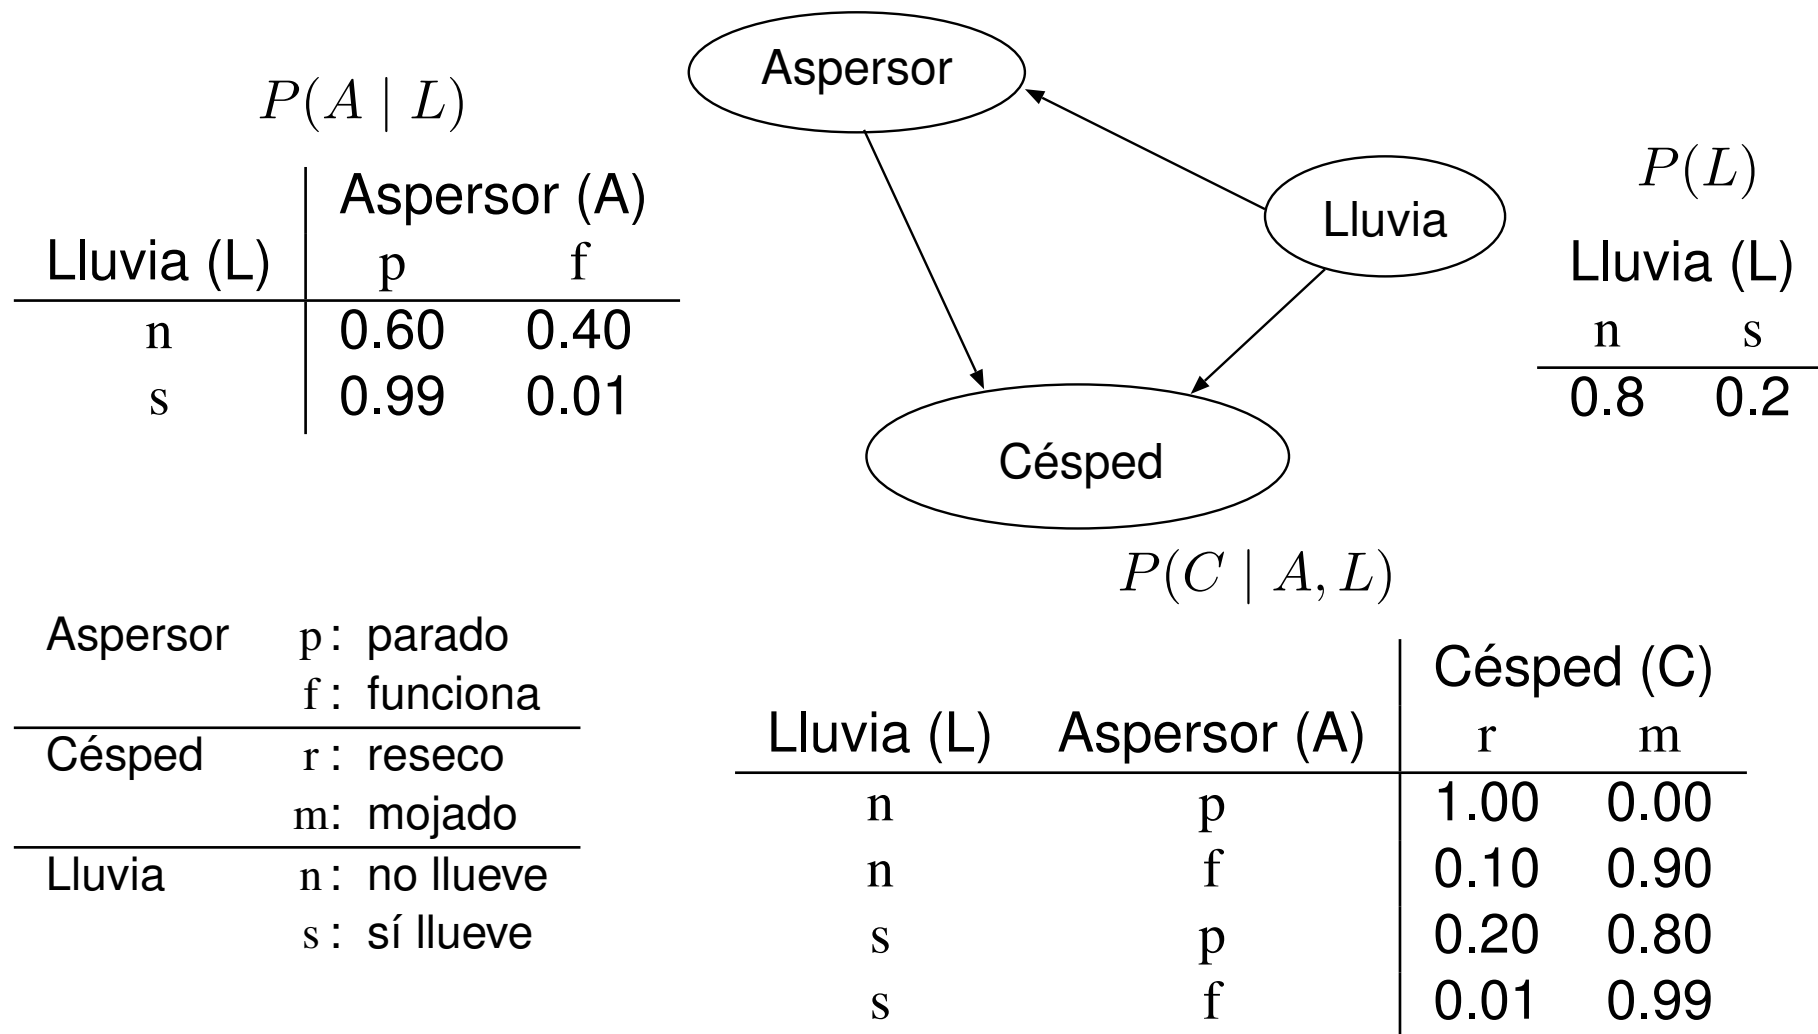 P(A | L)
Aspersor (A)
Lluvia (L) p f
n 0.60 0.40
s 0.99 0.01
Aspersor
Lluvia
Césped
P(L)
Lluvia (L)
n s
0.8 0.2
Aspersor p : parado
f : funciona
Césped r : reseco
m: mojado
Lluvia n : no llueve
s : sí llueve
P(C | A, L)
Césped (C)
Lluvia (L) Aspersor (A) r m
n p 1.00 0.00
n f 0.10 0.90
s p 0.20 0.80
s f 0.01 0.99